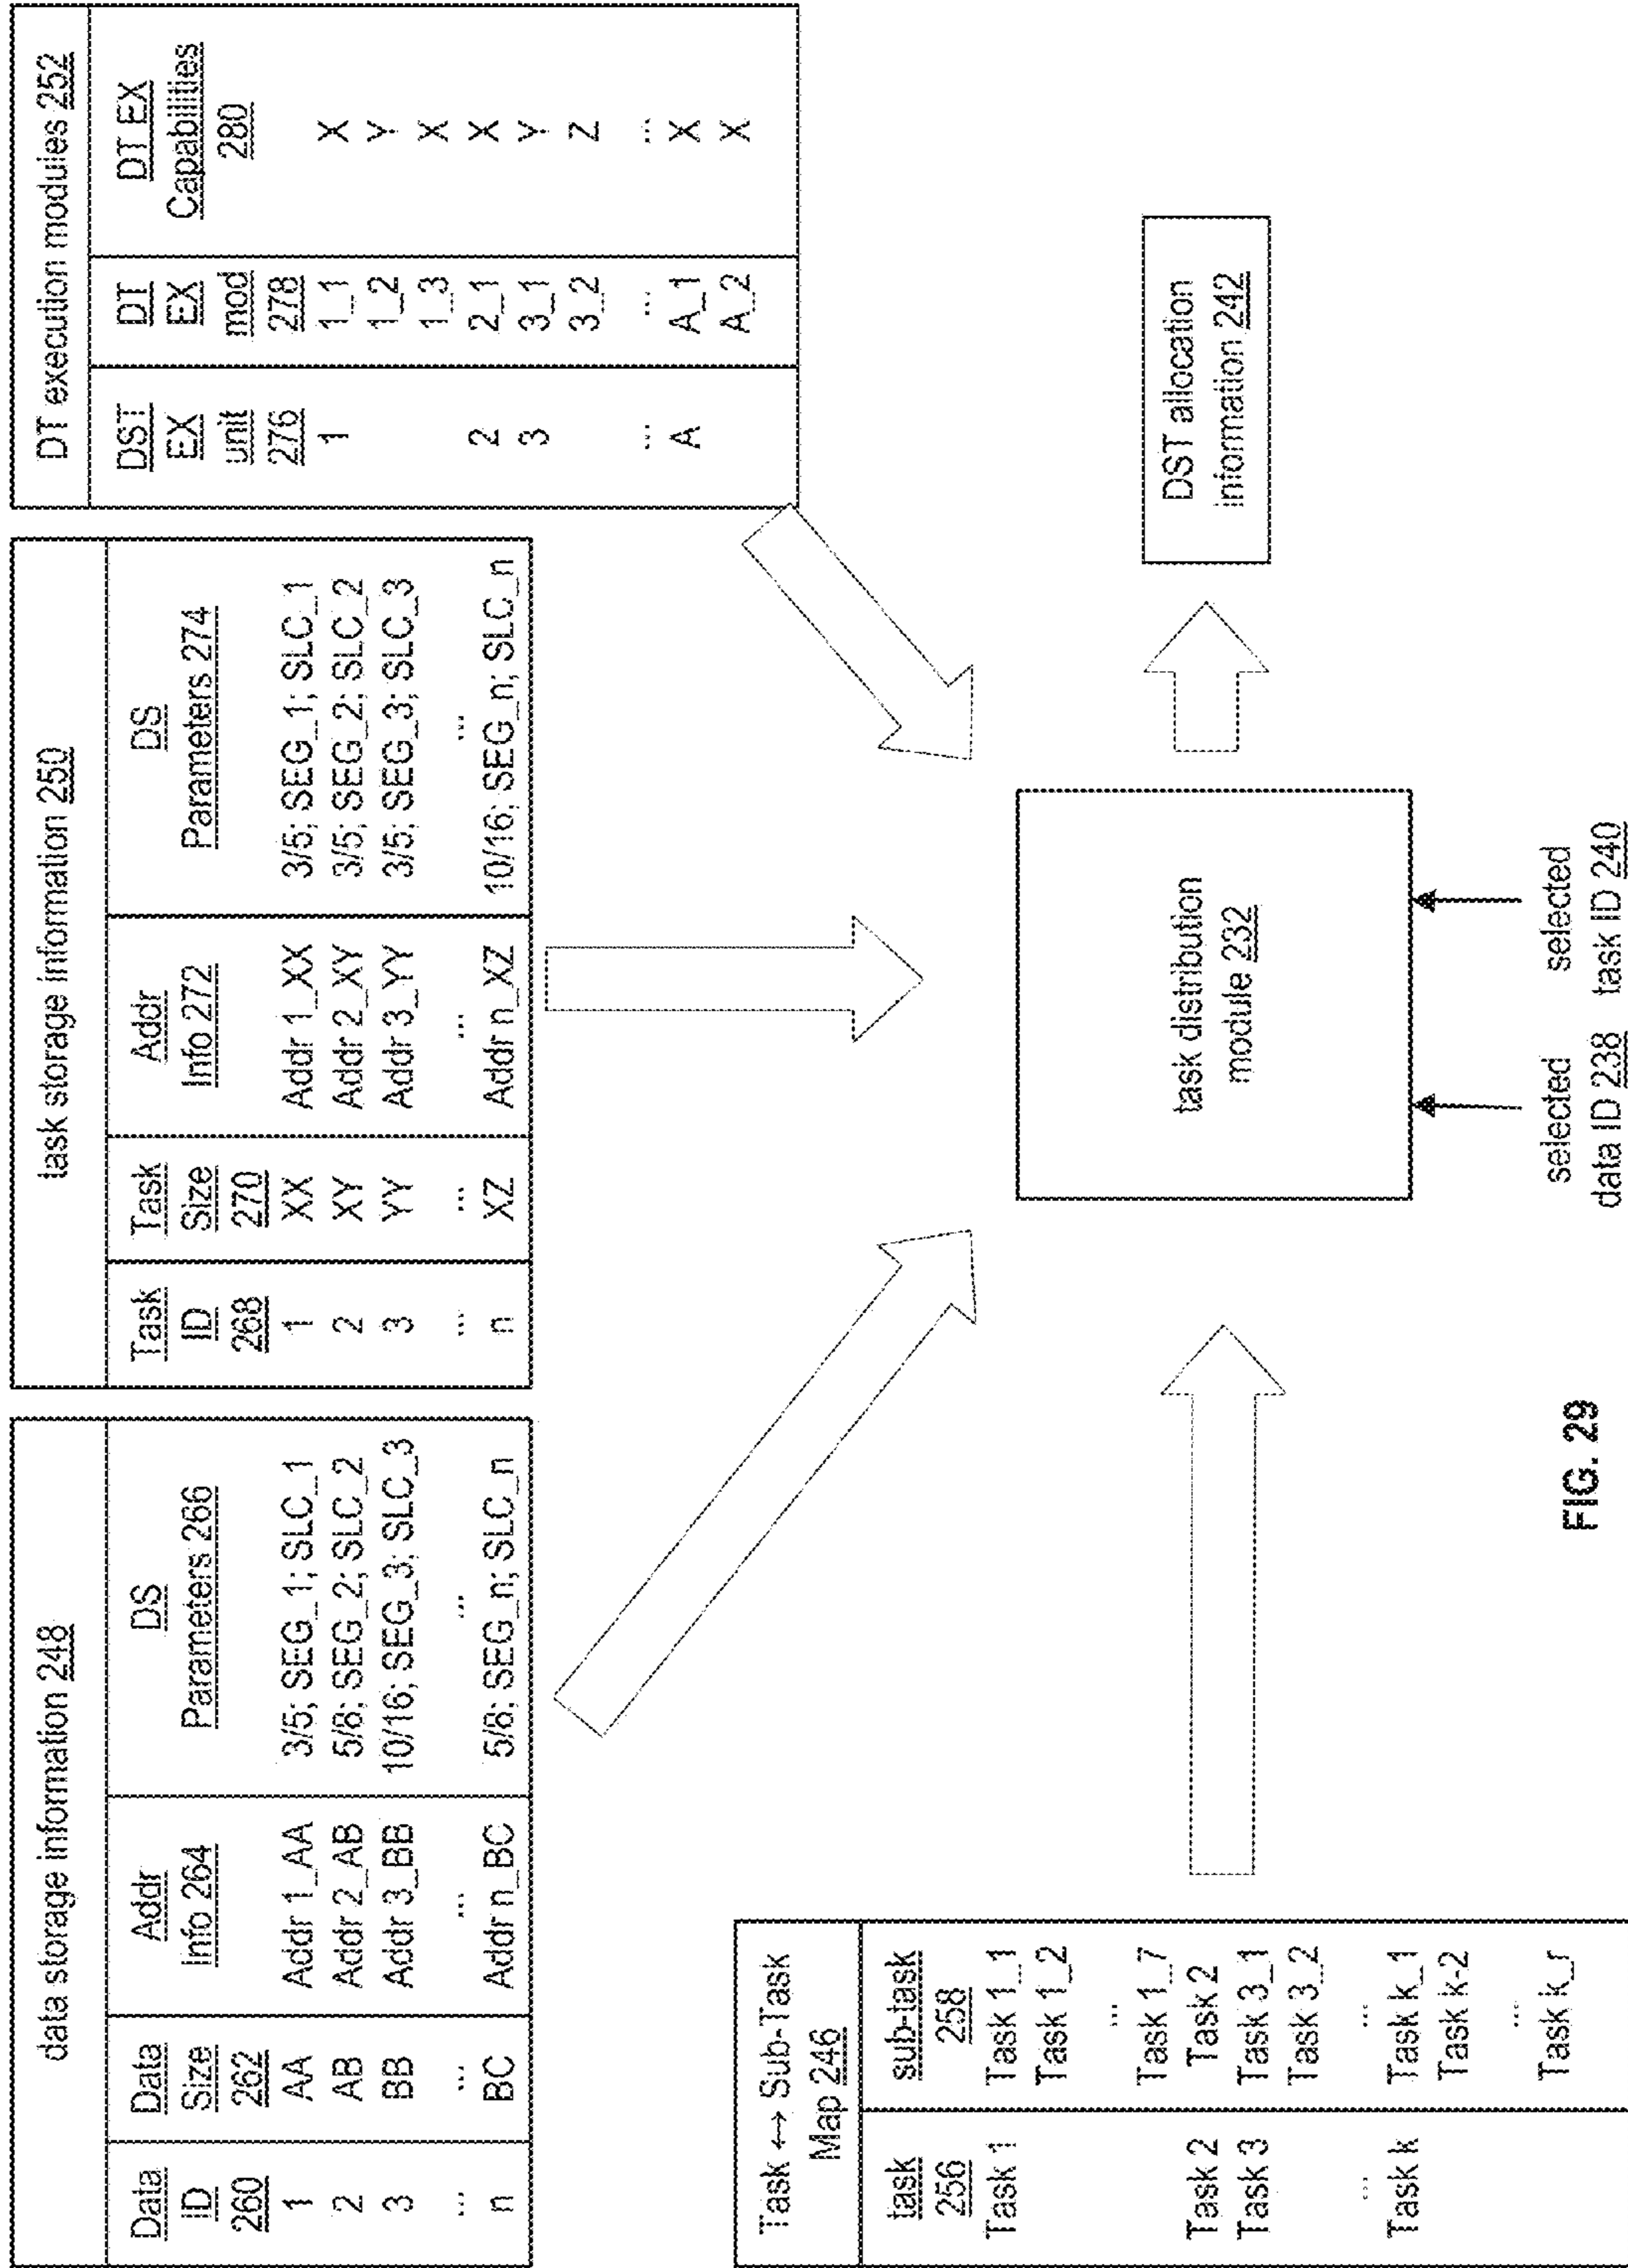 data storage information 248
Data ID 260 Data Size 262 Addr Info 264 DS Parameters 266
1 AA Addr 1_AA 3/5; SEG_1; SLC_1
2 AB Addr 2_AB 5/8; SEG_2; SLC_2
3 BB Addr 3_BB 10/16; SEG_3; SLC_3
... ... ... ...
n BC Addr n_BC 5/8; SEG_n; SLC_n
task storage information 250
Task ID 268 Task Size 270 Addr Info 272 DS Parameters 274
1 XX Addr 1_XX 3/5; SEG_1; SLC_1
2 XY Addr 2_XY 3/5; SEG_2; SLC_2
3 YY Addr 3_YY 3/5; SEG_3; SLC_3
... ... ... ...
n XZ Addr n_XZ 10/16; SEG_n; SLC_n
DT execution modules 252
DST EX unit 276 DT EX mod 278 DT EX Capabilities 280
1 1_1 X
1_2 Y
1_3 X
2 2_1 X
3 3_1 Y
3_2 Z
... ... ...
A A_1 X
A_2 X
Task ↔ Sub-Task
Map 246
task 256 sub-task 258
Task 1 Task 1_1
Task 1_2
...
Task 1_7
Task 2 Task 2
Task 3 Task 3_1
Task 3_2
... ...
Task k Task k_1
Task k-2
...
Task k_r
task distribution
module 232
DST allocation
information 242
selected
data ID 238
selected
task ID 240
FIG. 29